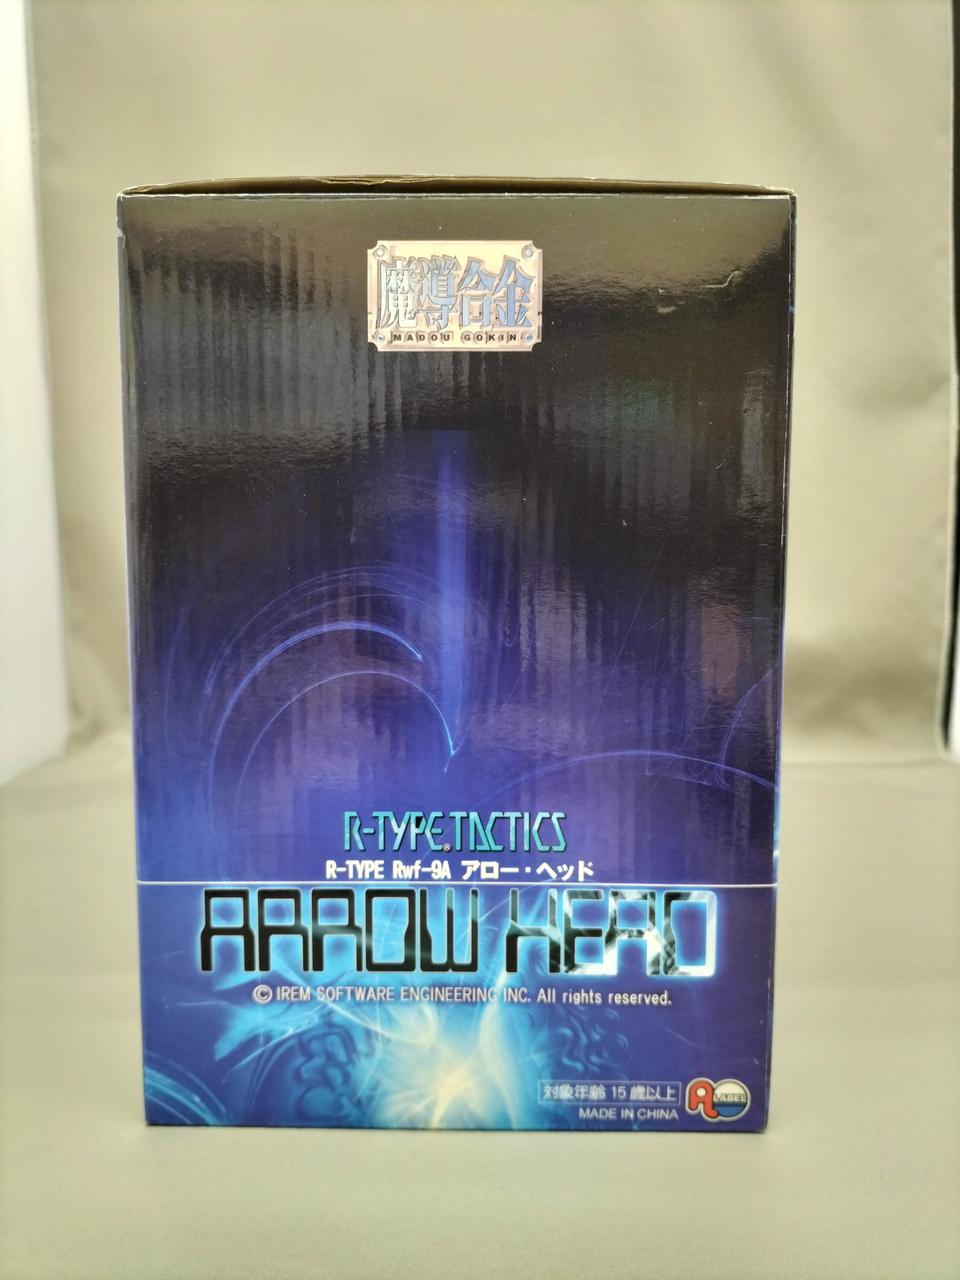 魔導合金
MADOU GOKIN
R-TYPE® TACTICS
R-TYPE Rwf-9A アロー・ヘッド
ARROW HEAD
© IREM SOFTWARE ENGINEERING INC. All rights reserved.
対象年齢 15 歳以上
MADE IN CHINA
A LABEL